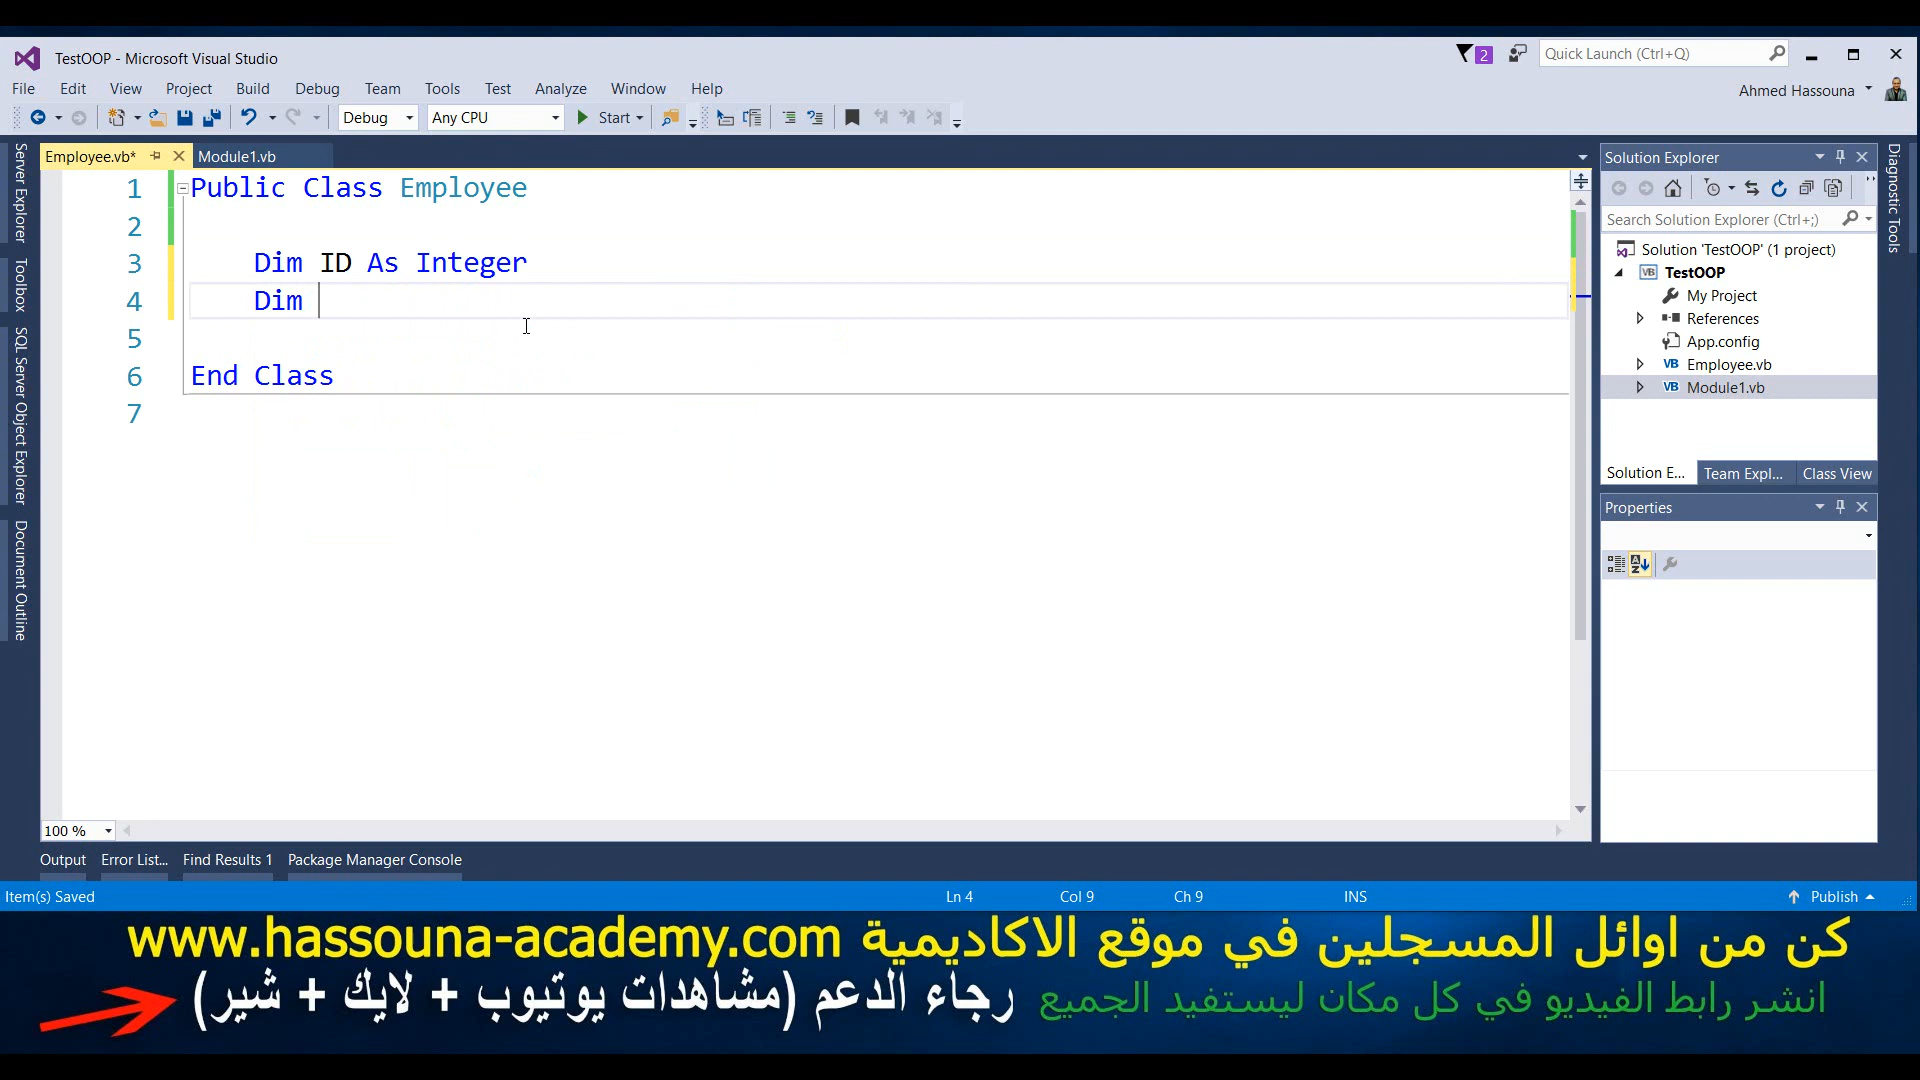 TestOOP - Microsoft Visual Studio
2
Quick Launch (Ctrl+Q)
File Edit View Project Build Debug Team Tools Test Analyze Window Help
Ahmed Hassouna
Debug Any CPU Start
Server Explorer
Toolbox
SQL Server Object Explorer
Document Outline
Employee.vb* Module1.vb
1 Public Class Employee
2
3 Dim ID As Integer
4 Dim
5
6 End Class
7
100 %
Solution Explorer
Search Solution Explorer (Ctrl+;)
Solution 'TestOOP' (1 project)
VB TestOOP
My Project
References
App.config
VB Employee.vb
VB Module1.vb
Solution E... Team Expl... Class View
Properties
Diagnostic Tools
Output Error List... Find Results 1 Package Manager Console
Item(s) Saved Ln 4 Col 9 Ch 9 INS Publish
كن من اوائل المسجلين في موقع الاكاديمية www.hassouna-academy.com
انشر رابط الفيديو في كل مكان ليستفيد الجميع رجاء الدعم (مشاهدات يوتيوب + لايك + شير)